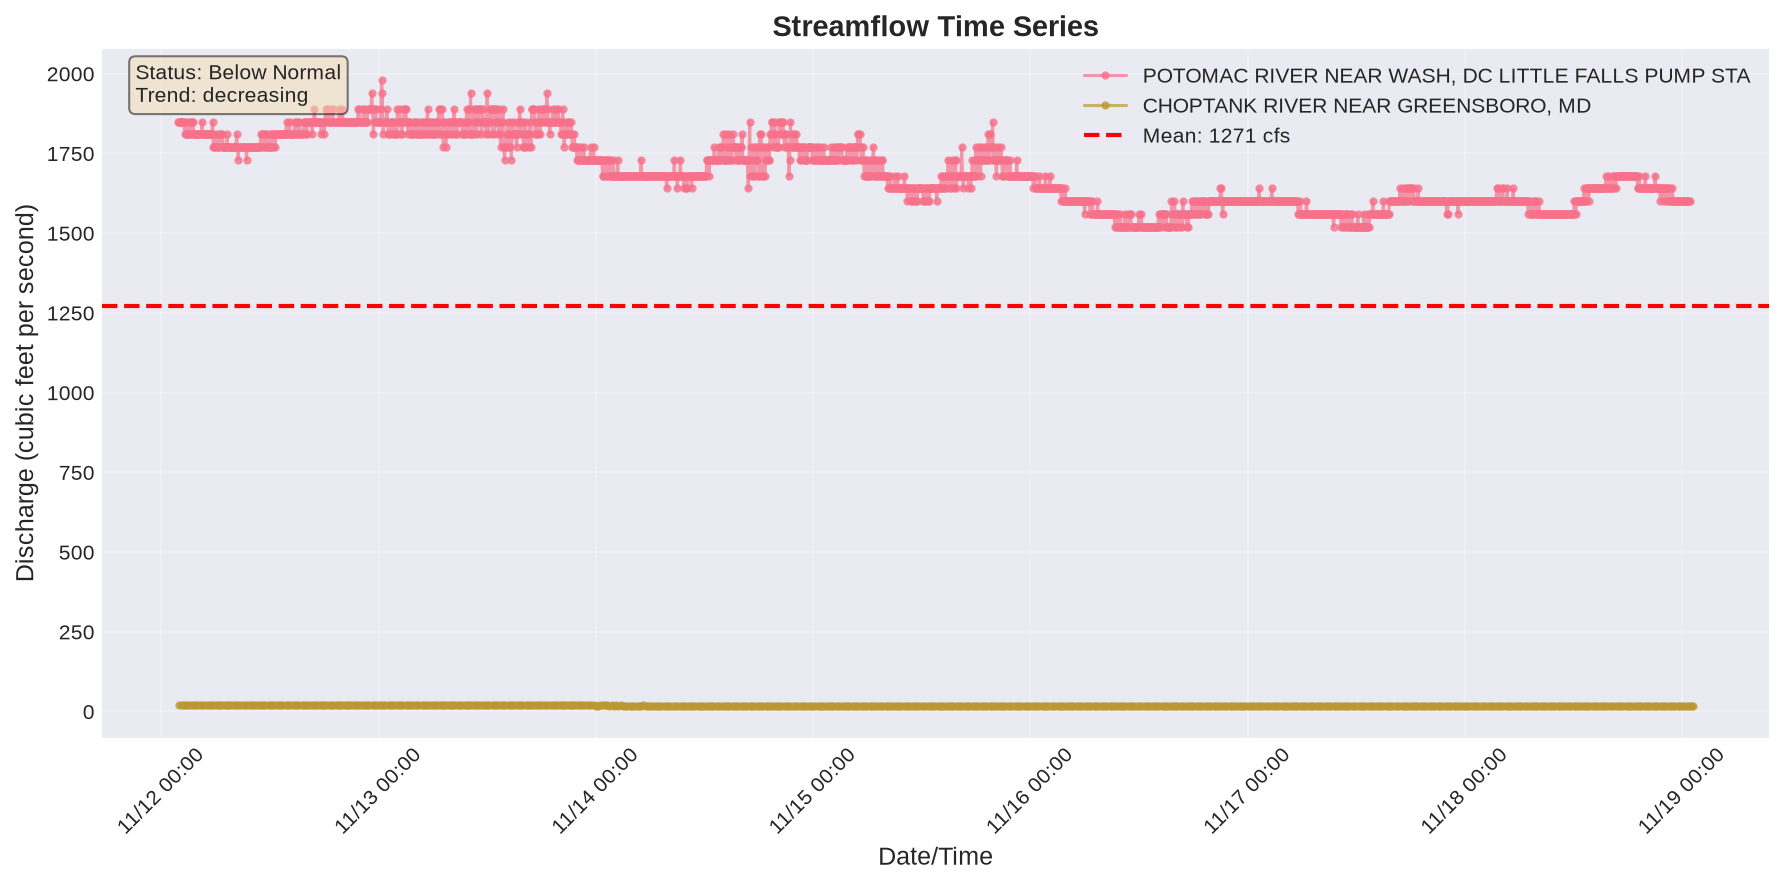 Streamflow Time Series
Status: Below Normal
Trend: decreasing
POTOMAC RIVER NEAR WASH, DC LITTLE FALLS PUMP STA
CHOPTANK RIVER NEAR GREENSBORO, MD
Mean: 1271 cfs
Discharge (cubic feet per second)
2000
1750
1500
1250
1000
750
500
250
0
11/12 00:00
11/13 00:00
11/14 00:00
11/15 00:00
11/16 00:00
11/17 00:00
11/18 00:00
11/19 00:00
Date/Time